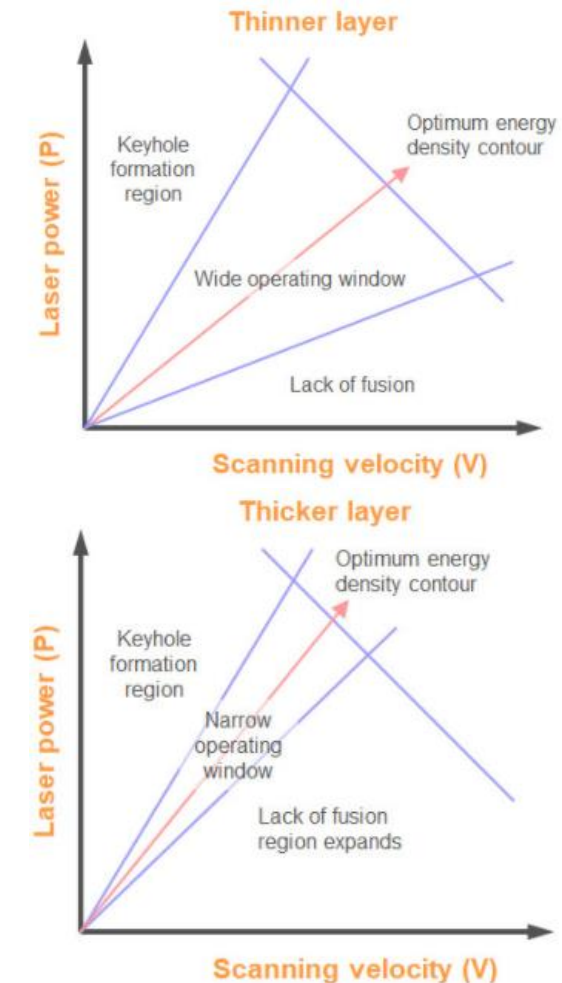 Thinner layer
Keyhole
formation
region
Optimum energy
density contour
Laser power (P)
Wide operating window
Lack of fusion
Scanning velocity (V)
Thicker layer
Optimum energy
density contour
Keyhole
formation
region
Laser power (P)
Narrow
operating
window
Lack of fusion
region expands
Scanning velocity (V)